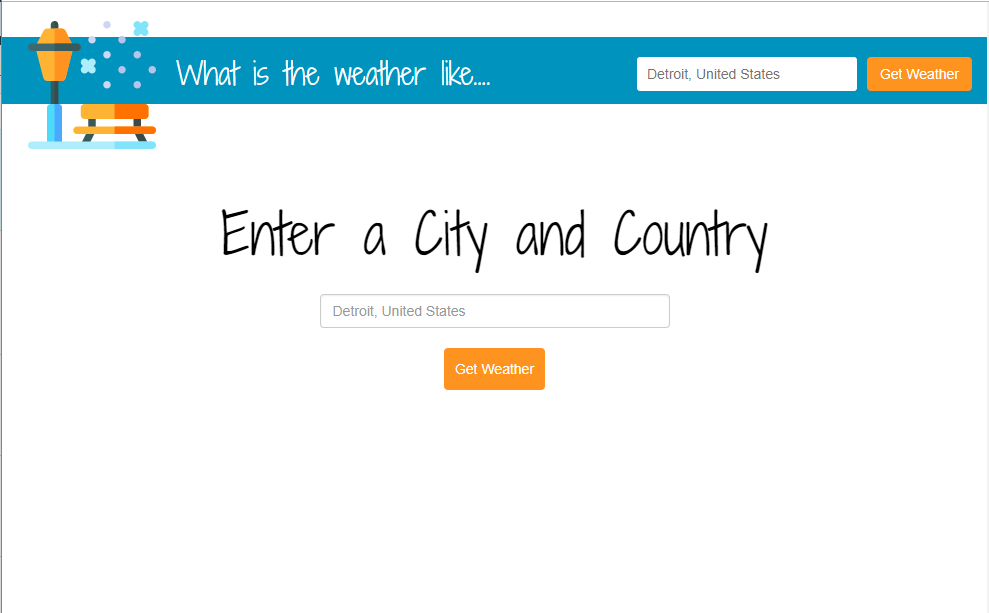 What is the weather like....
Detroit, United States
Get Weather
Enter a City and Country
Detroit, United States
Get Weather